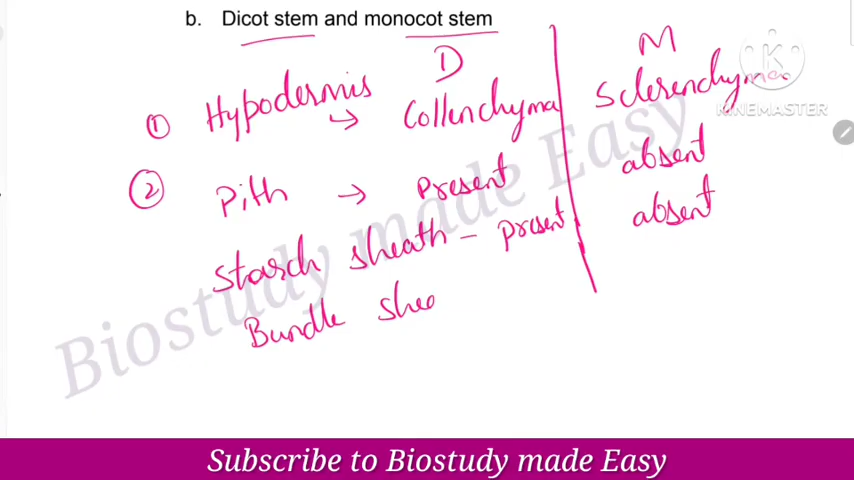 b. Dicot stem and monocot stem
D M
① Hypodermis → Collenchyma Sclerenchyma
KINEMASTER
② Pith → Present absent
Starch sheath - present absent
Bundle shea
Biostudy made Easy
Subscribe to Biostudy made Easy